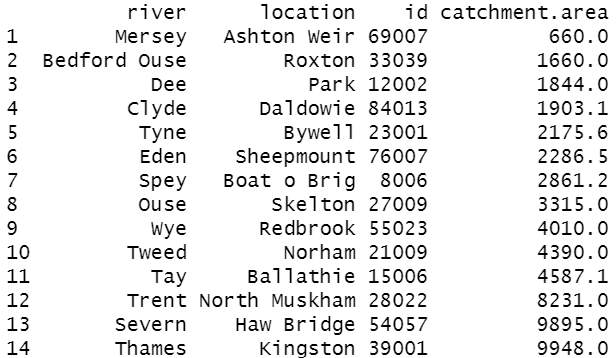 river location id catchment.area
1 Mersey Ashton Weir 69007 660.0
2 Bedford Ouse Roxton 33039 1660.0
3 Dee Park 12002 1844.0
4 Clyde Daldowie 84013 1903.1
5 Tyne Bywell 23001 2175.6
6 Eden Sheepmount 76007 2286.5
7 Spey Boat o Brig 8006 2861.2
8 Ouse Skelton 27009 3315.0
9 Wye Redbrook 55023 4010.0
10 Tweed Norham 21009 4390.0
11 Tay Ballathie 15006 4587.1
12 Trent North Muskham 28022 8231.0
13 Severn Haw Bridge 54057 9895.0
14 Thames Kingston 39001 9948.0